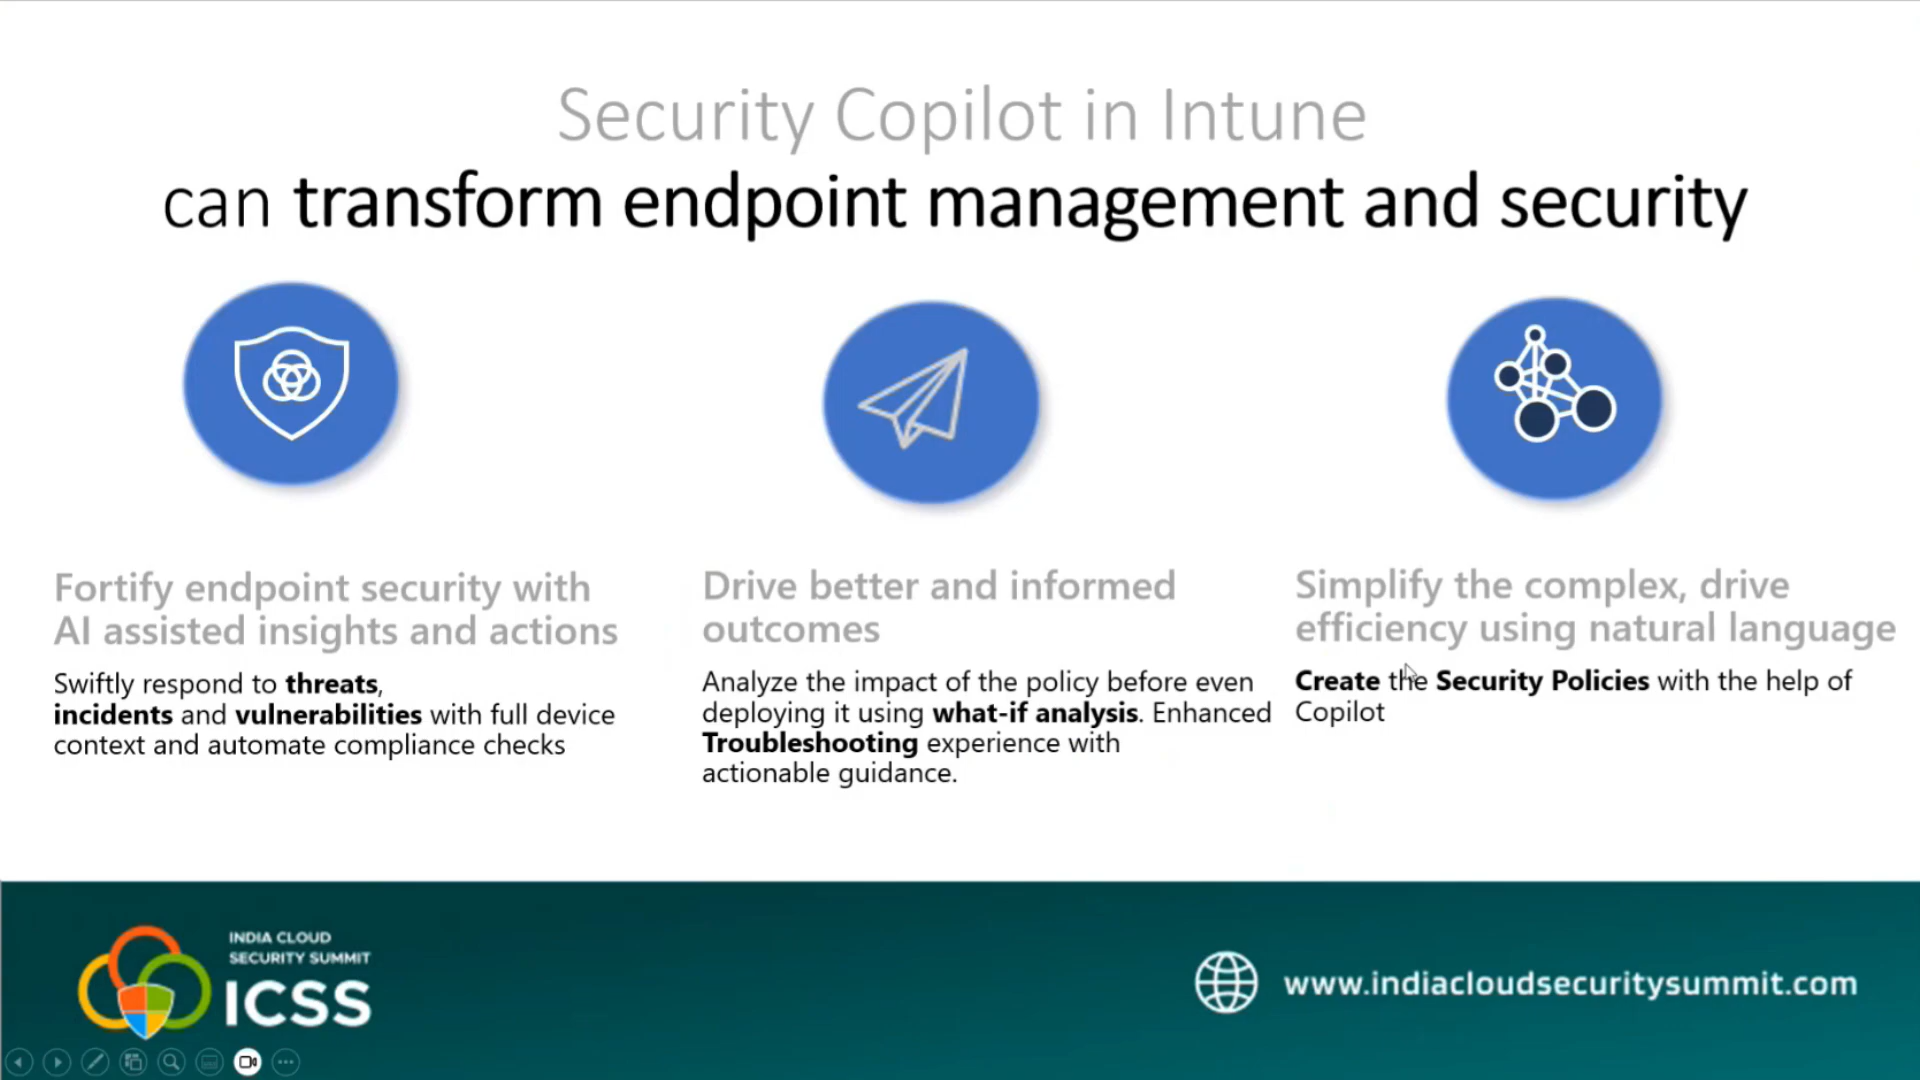 Security Copilot in Intune
can transform endpoint management and security
Fortify endpoint security with
AI assisted insights and actions
Swiftly respond to threats,
incidents and vulnerabilities with full device
context and automate compliance checks
Drive better and informed
outcomes
Analyze the impact of the policy before even
deploying it using what-if analysis. Enhanced
Troubleshooting experience with
actionable guidance.
Simplify the complex, drive
efficiency using natural language
Create the Security Policies with the help of
Copilot
INDIA CLOUD
SECURITY SUMMIT
ICSS
www.indiacloudsecuritysummit.com